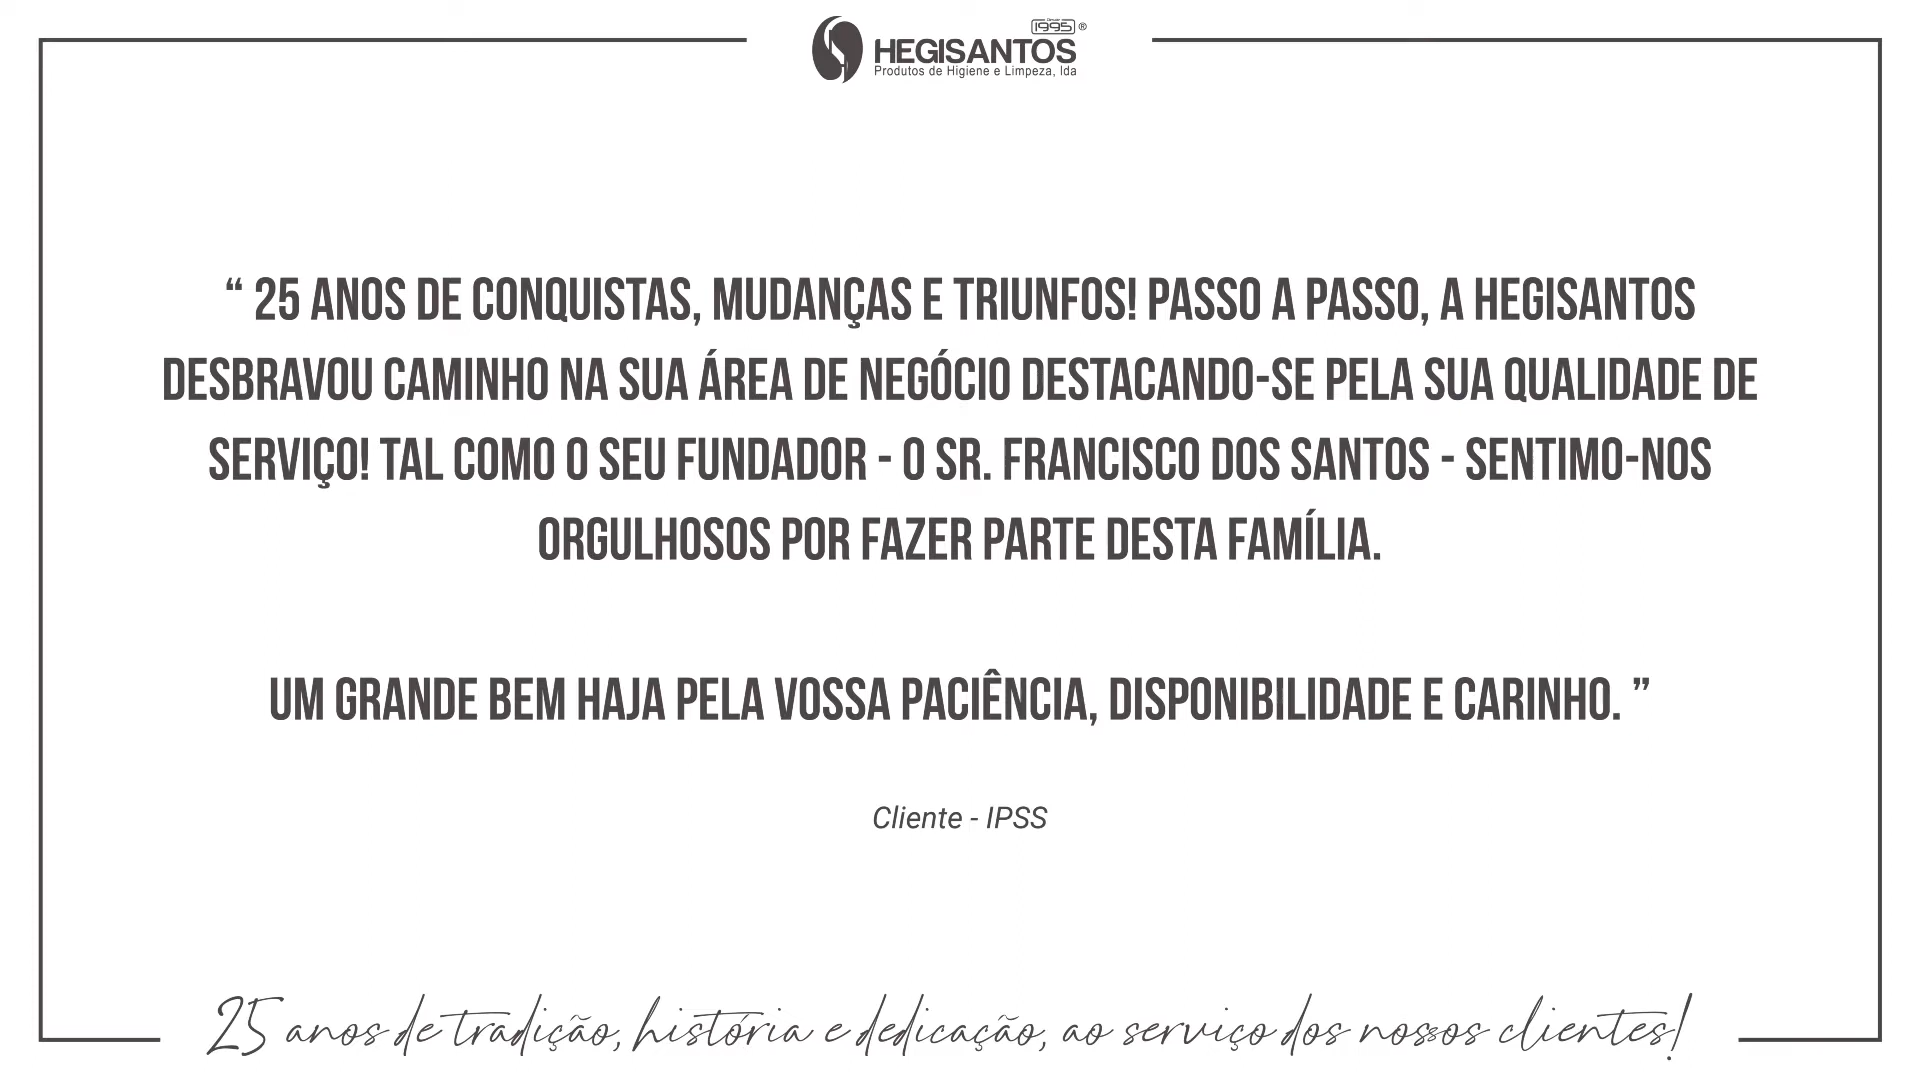 Desde
1995 ®
HEGISANTOS
Produtos de Higiene e Limpeza, lda
“ 25 ANOS DE CONQUISTAS, MUDANÇAS E TRIUNFOS! PASSO A PASSO, A HEGISANTOS
DESBRAVOU CAMINHO NA SUA ÁREA DE NEGÓCIO DESTACANDO-SE PELA SUA QUALIDADE DE
SERVIÇO! TAL COMO O SEU FUNDADOR - O SR. FRANCISCO DOS SANTOS - SENTIMO-NOS
ORGULHOSOS POR FAZER PARTE DESTA FAMÍLIA.
UM GRANDE BEM HAJA PELA VOSSA PACIÊNCIA, DISPONIBILIDADE E CARINHO. ”
Cliente - IPSS
25 anos de tradição, história e dedicação, ao serviço dos nossos clientes!